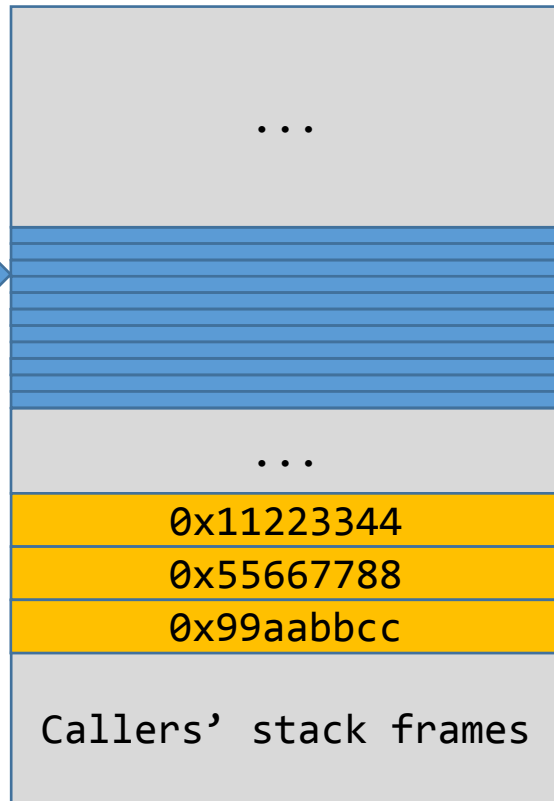 ...
...
0x11223344
0x55667788
0x99aabbcc
Callers’ stack frames